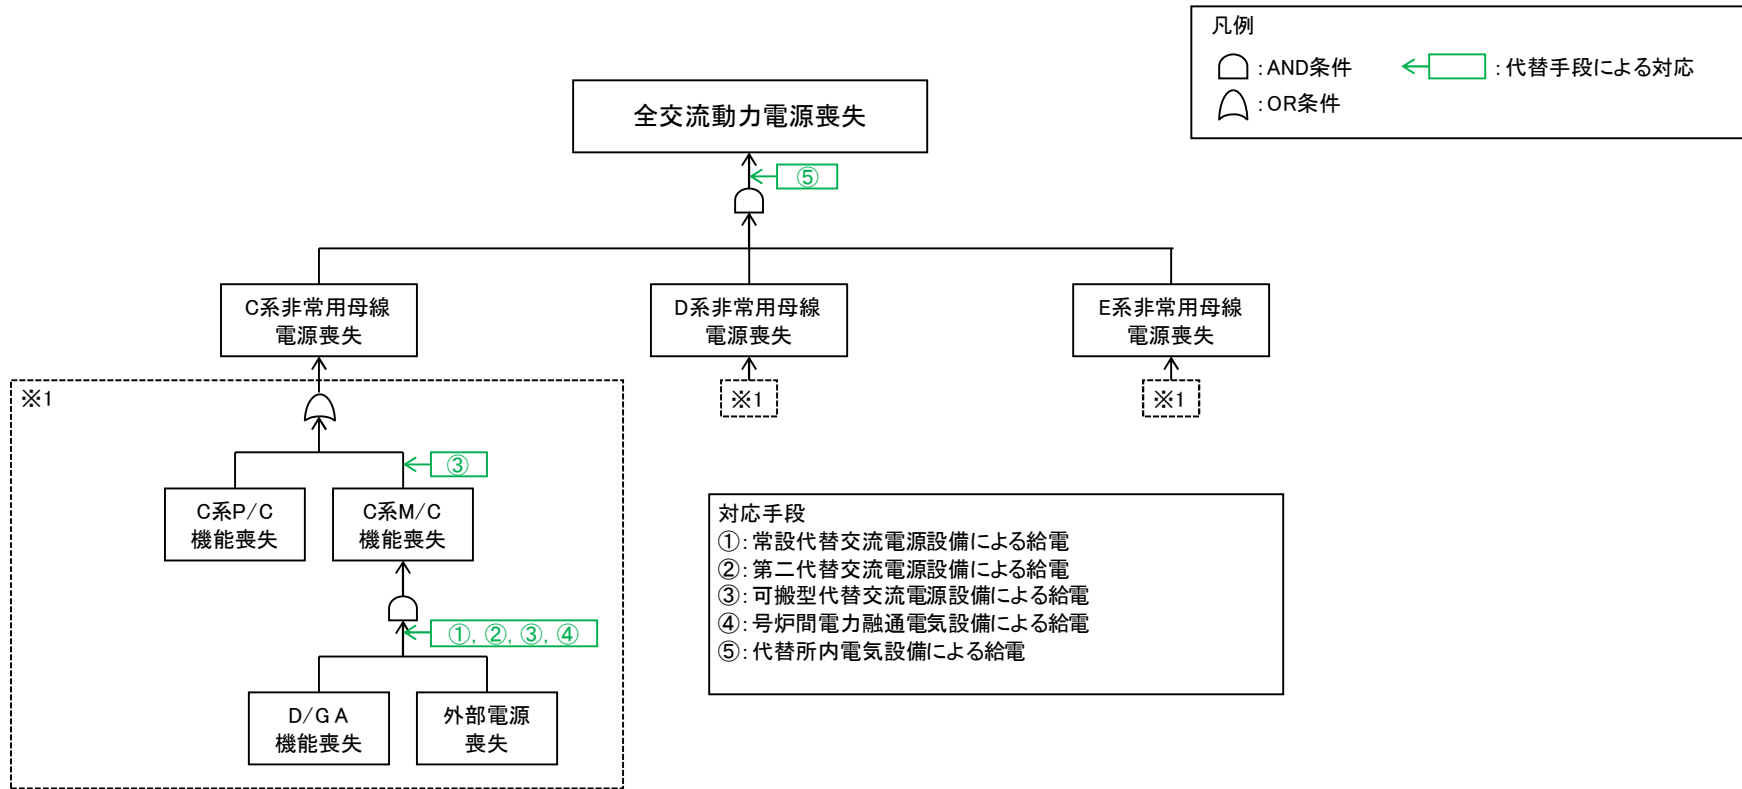 凡例
:AND条件
:代替手段による対応
:OR条件
全交流動力電源喪失
⑤
C系非常用母線
電源喪失
D系非常用母線
電源喪失
E系非常用母線
電源喪失
※1
※1
※1
③
C系P/C
機能喪失
C系M/C
機能喪失
①, ②, ③, ④
D/G A
機能喪失
外部電源
喪失
対応手段
①:常設代替交流電源設備による給電
②:第二代替交流電源設備による給電
③:可搬型代替交流電源設備による給電
④:号炉間電力融通電気設備による給電
⑤:代替所内電気設備による給電